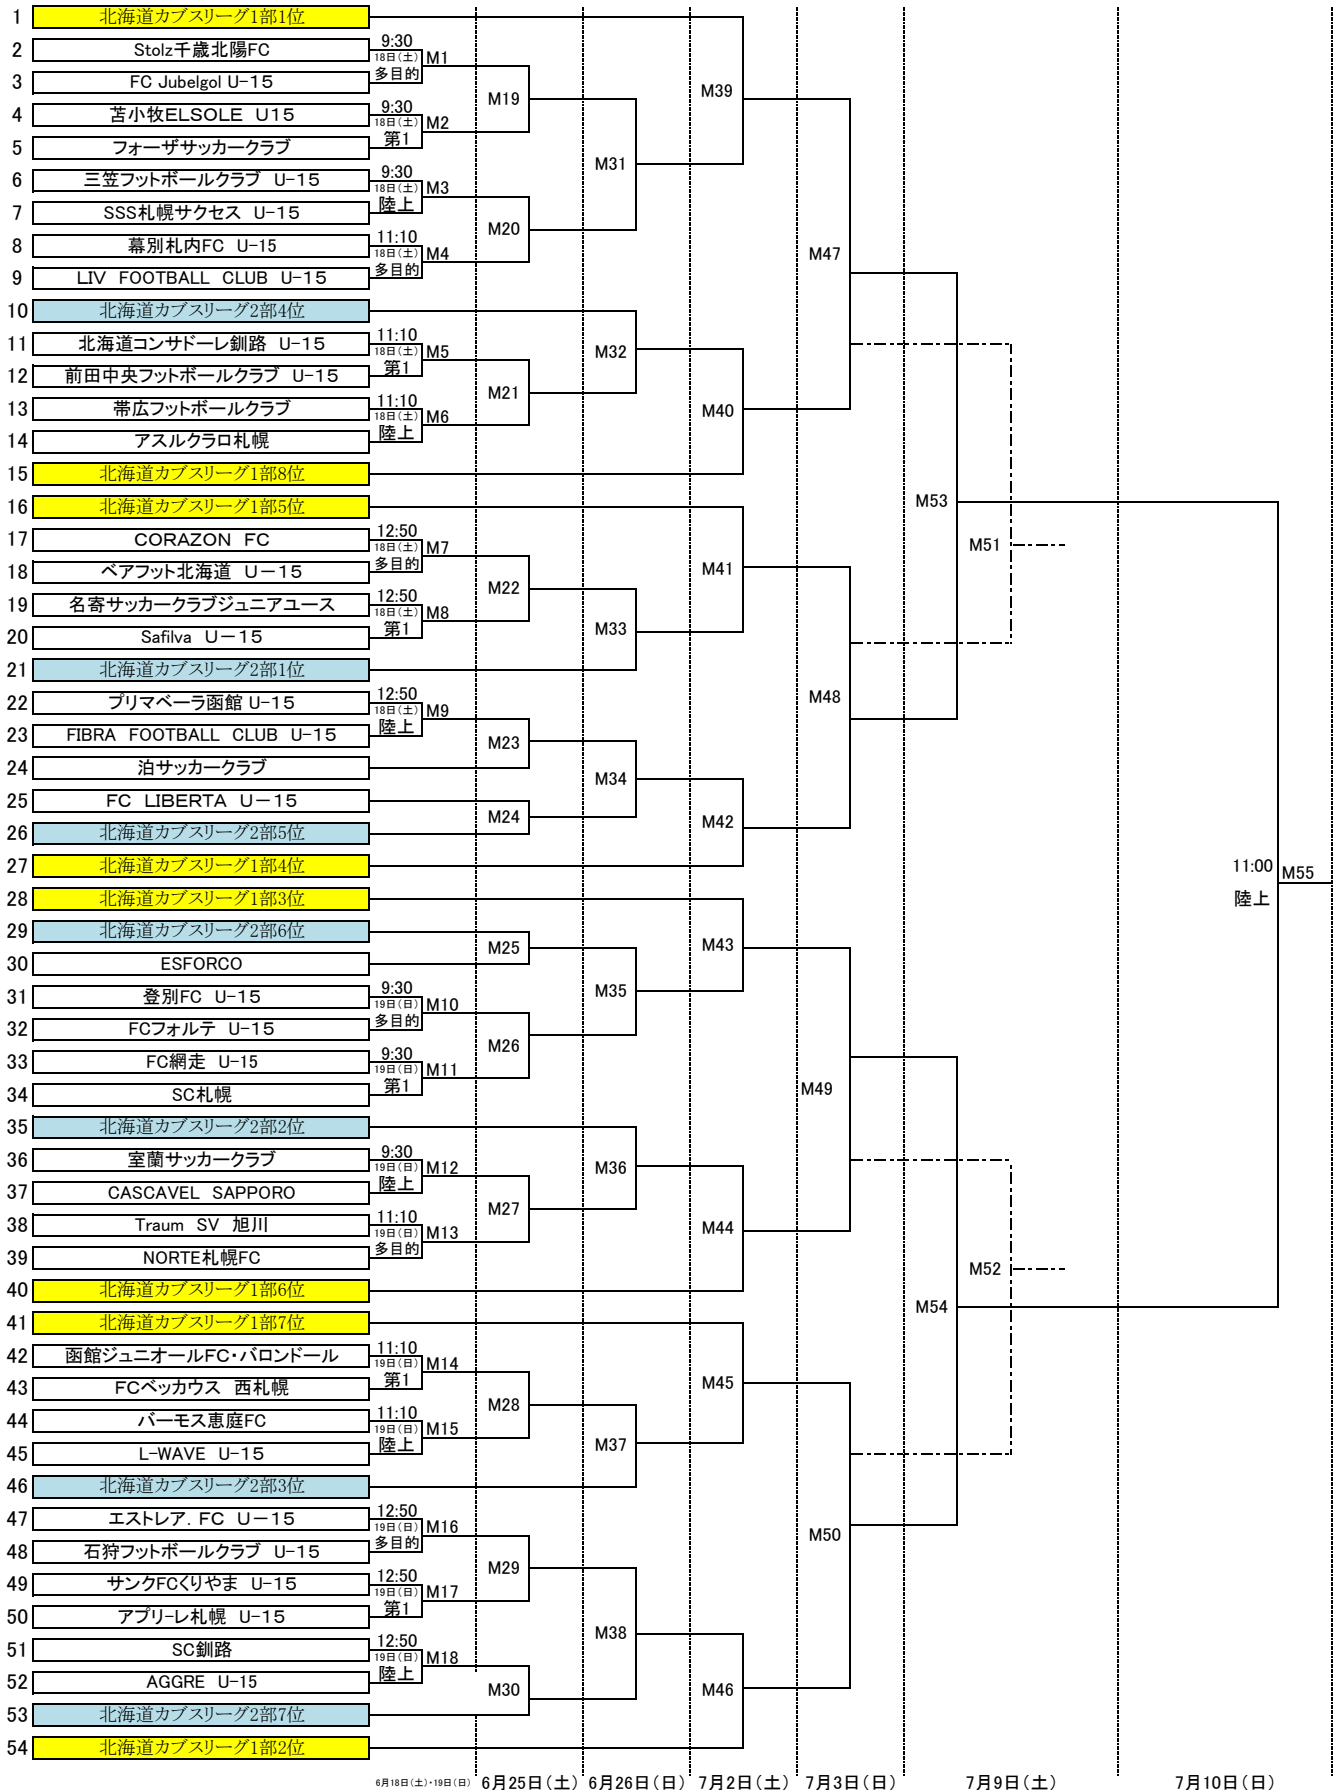 1 北海道カブスリーグ1部1位
2 Stolz千歳北陽FC
3 FC Jubelgol U-15
9:30 18日(土) 多目的 M1
4 苫小牧ELSOLE U15
5 フォーザサッカークラブ
9:30 18日(土) 第1 M2
6 三笠フットボールクラブ U-15
7 SSS札幌サクセス U-15
9:30 18日(土) 陸上 M3
8 幕別札内FC U-15
9 LIV FOOTBALL CLUB U-15
11:10 18日(土) 多目的 M4
10 北海道カブスリーグ2部4位
11 北海道コンサドーレ釧路 U-15
12 前田中央フットボールクラブ U-15
11:10 18日(土) 第1 M5
13 帯広フットボールクラブ
14 アスルクラロ札幌
11:10 18日(土) 陸上 M6
15 北海道カブスリーグ1部8位
16 北海道カブスリーグ1部5位
17 CORAZON FC
18 ベアフット北海道 U-15
12:50 18日(土) 多目的 M7
19 名寄サッカークラブジュニアユース
20 Safilva U-15
12:50 18日(土) 第1 M8
21 北海道カブスリーグ2部1位
22 プリマベーラ函館 U-15
23 FIBRA FOOTBALL CLUB U-15
12:50 18日(土) 陸上 M9
24 泊サッカークラブ
25 FC LIBERTA U-15
26 北海道カブスリーグ2部5位
27 北海道カブスリーグ1部4位
28 北海道カブスリーグ1部3位
29 北海道カブスリーグ2部6位
30 ESFORCO
31 登別FC U-15
32 FCフォルテ U-15
9:30 19日(日) 多目的 M10
33 FC網走 U-15
34 SC札幌
9:30 19日(日) 第1 M11
35 北海道カブスリーグ2部2位
36 室蘭サッカークラブ
37 CASCAVEL SAPPORO
9:30 19日(日) 陸上 M12
38 Traum SV 旭川
39 NORTE札幌FC
11:10 19日(日) 多目的 M13
40 北海道カブスリーグ1部6位
41 北海道カブスリーグ1部7位
42 函館ジュニオールFC・バロンドール
43 FCベッカウス 西札幌
11:10 19日(日) 第1 M14
44 バーモス恵庭FC
45 L-WAVE U-15
11:10 19日(日) 陸上 M15
46 北海道カブスリーグ2部3位
47 エストレア.FC U-15
48 石狩フットボールクラブ U-15
12:50 19日(日) 多目的 M16
49 サンクFCくりやま U-15
50 アプリーレ札幌 U-15
12:50 19日(日) 第1 M17
51 SC釧路
52 AGGRE U-15
12:50 19日(日) 陸上 M18
53 北海道カブスリーグ2部7位
54 北海道カブスリーグ1部2位
M19
M20
M21
M22
M23
M24
M25
M26
M27
M28
M29
M30
M31
M32
M33
M34
M35
M36
M37
M38
M39
M40
M41
M42
M43
M44
M45
M46
M47
M48
M49
M50
M53
M54
M51
M52
11:00 陸上 M55
6月18日(土)・19日(日) 6月25日(土) 6月26日(日) 7月2日(土) 7月3日(日) 7月9日(土) 7月10日(日)